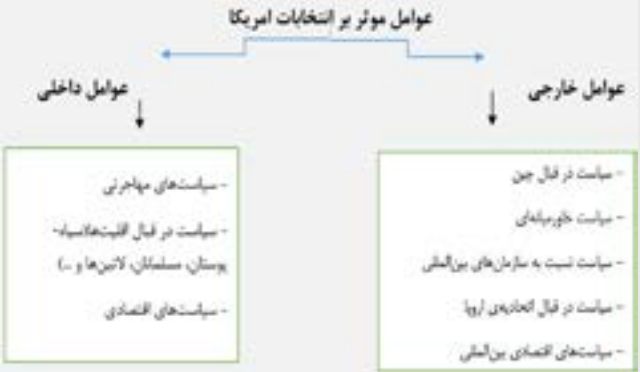 عوامل موثر بر انتخابات امریکا
عوامل خارجی
عوامل داخلی
- سیاست در قبال چین
- سیاست خاورمیانه‌ای
- سیاست نسبت به سازمان‌های بین‌المللی
- سیاست در قبال اتحادیه‌ی اروپا
- سیاست‌های اقتصادی بین‌المللی
- سیاست‌های مهاجرتی
- سیاست در قبال اقلیت‌ها(سیاه-
پوستان، مسلمانان، لاتین‌ها و ...)
- سیاست‌های اقتصادی